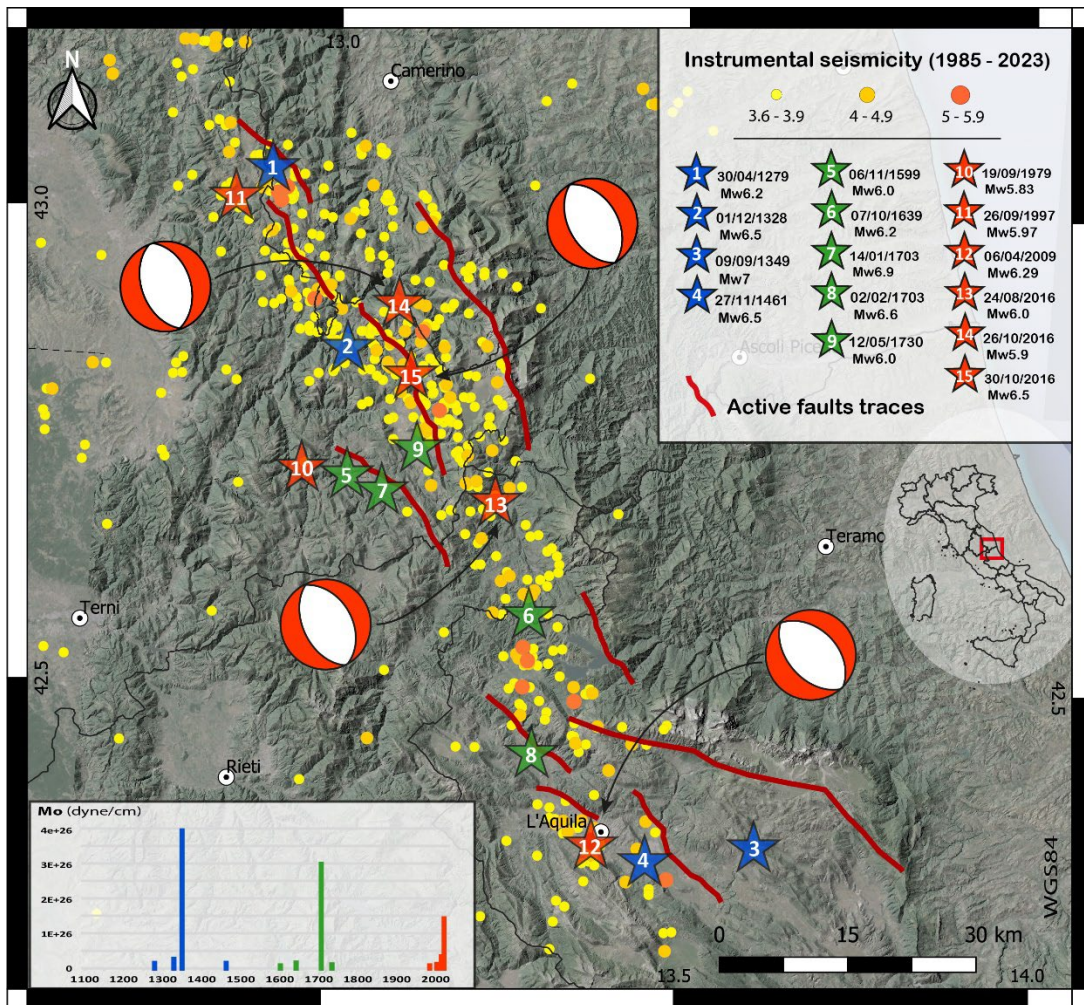 13.0
N
Camerino
43.0
43.0
Instrumental seismicity (1985 - 2023)
3.6 - 3.9
4 - 4.9
5 - 5.9
1 30/04/1279
Mw6.2
2 01/12/1328
Mw6.5
3 09/09/1349
Mw7
4 27/11/1461
Mw6.5
5 06/11/1599
Mw6.0
6 07/10/1639
Mw6.2
7 14/01/1703
Mw6.9
8 02/02/1703
Mw6.6
9 12/05/1730
Mw6.0
10 19/09/1979
Mw5.83
11 26/09/1997
Mw5.97
12 06/04/2009
Mw6.29
13 24/08/2016
Mw6.0
14 26/10/2016
Mw5.9
15 30/10/2016
Mw6.5
Active faults traces
Ascoli Pice
1
11
14
2
15
9
10
5
7
13
Teramo
Terni
6
42.5
42.5
8
Rieti
L'Aquila
12
4
3
WGS84
Mo (dyne/cm)
4e+26
3E+26
2E+26
1E+26
0
1100 1200 1300 1400 1500 1600 1700 1800 1900 2000
0 15 30 km
13.5
14.0